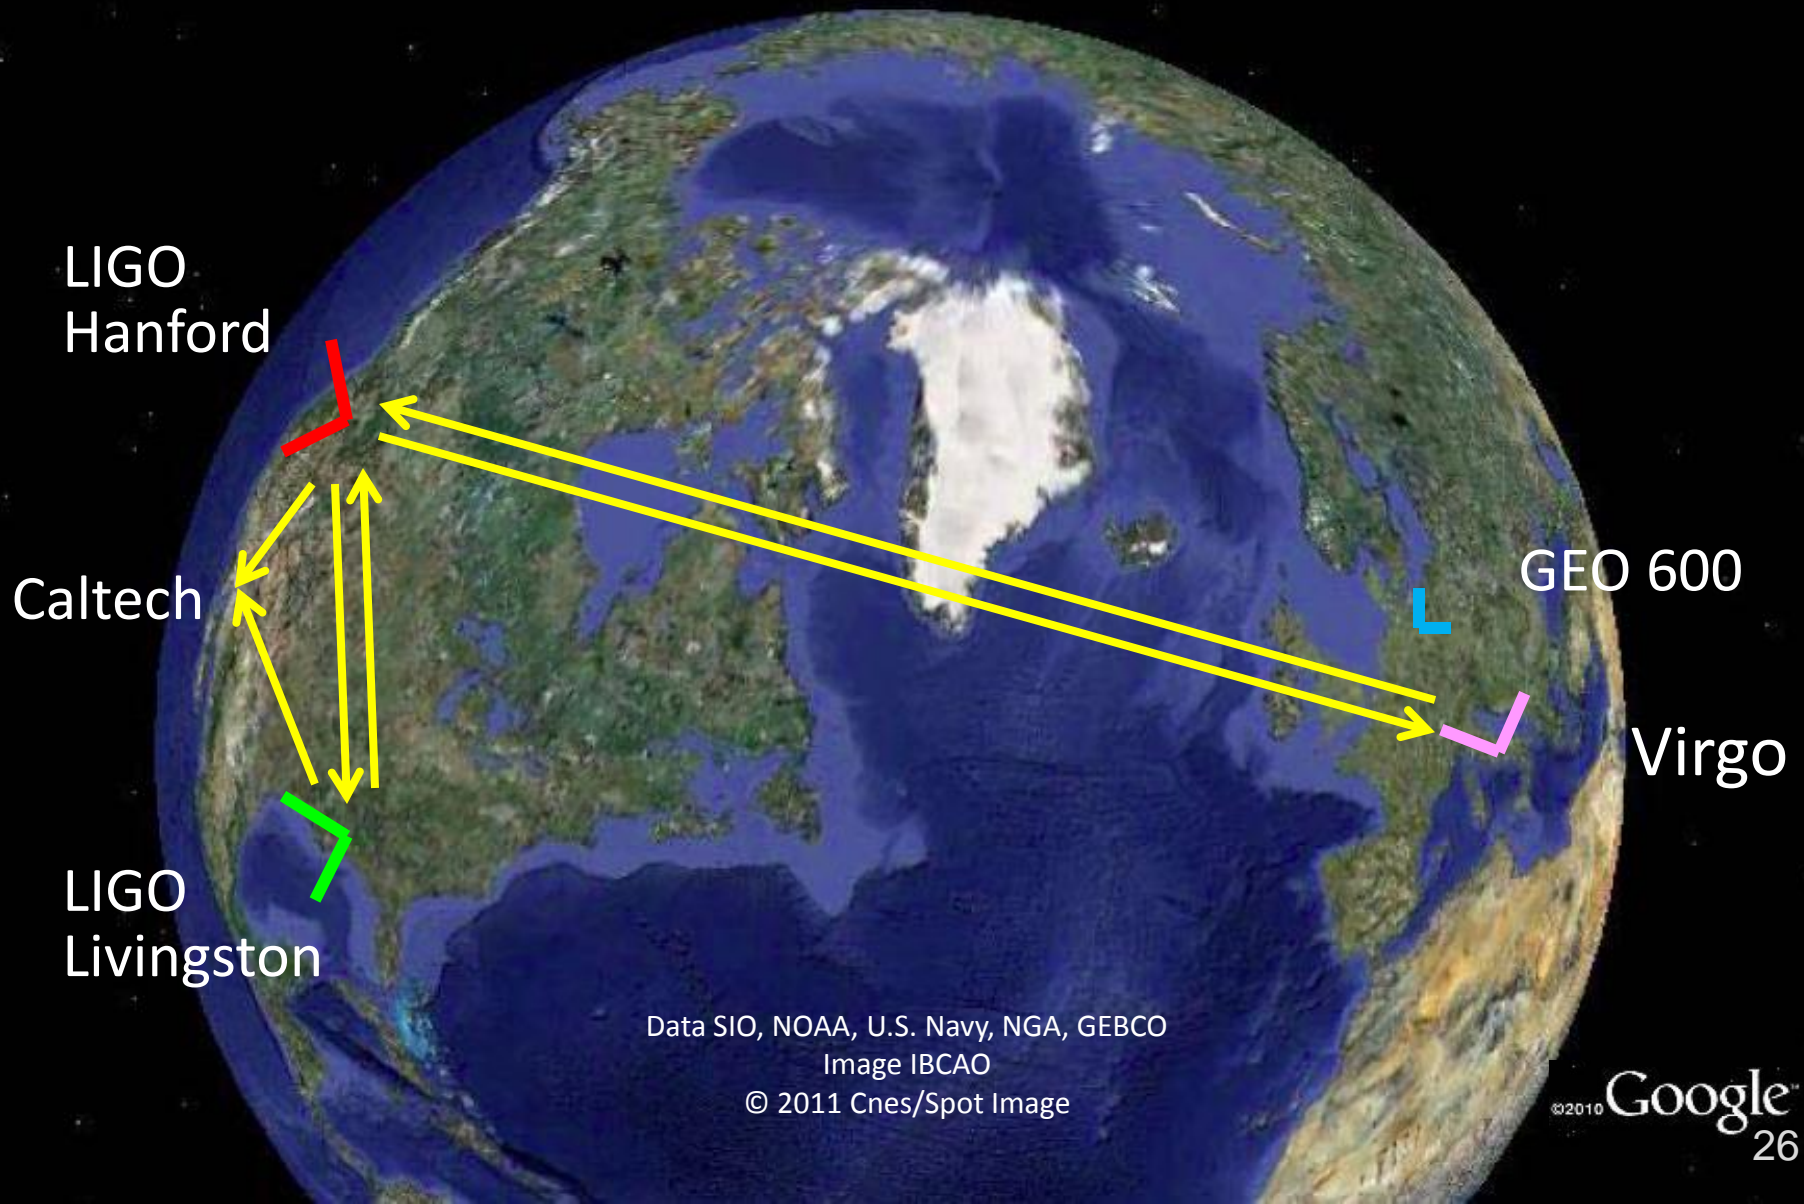 LIGO
Hanford
GEO 600
Caltech
Virgo
LIGO
Livingston
Data SIO, NOAA, U.S. Navy, NGA, GEBCO
Image IBCAO
© 2011 Cnes/Spot Image
©2010 Google™
26